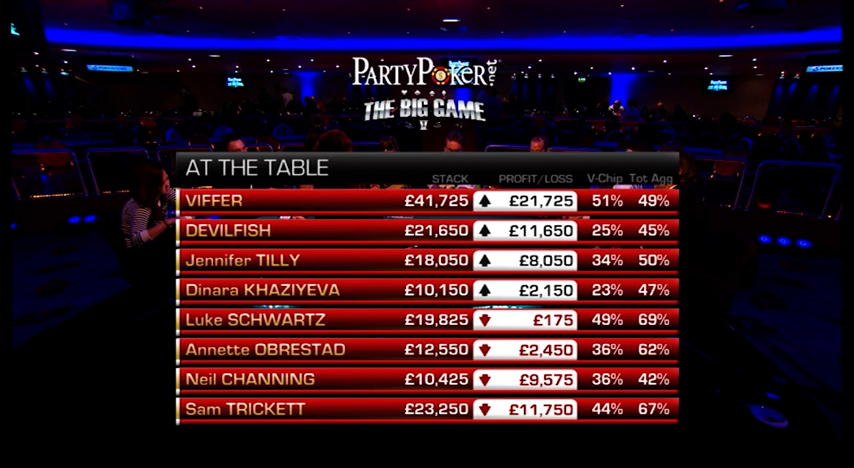 PARTYPOKER.net
THE BIG GAME
AT THE TABLE
STACK PROFIT/LOSS V-Chip Tot Agg
VIFFER £41,725 £21,725 51% 49%
DEVILFISH £21,650 £11,650 25% 45%
Jennifer TILLY £18,050 £8,050 34% 50%
Dinara KHAZIYEVA £10,150 £2,150 23% 47%
Luke SCHWARTZ £19,825 £175 49% 69%
Annette OBRESTAD £12,550 £2,450 36% 62%
Neil CHANNING £10,425 £9,575 36% 42%
Sam TRICKETT £23,250 £11,750 44% 67%